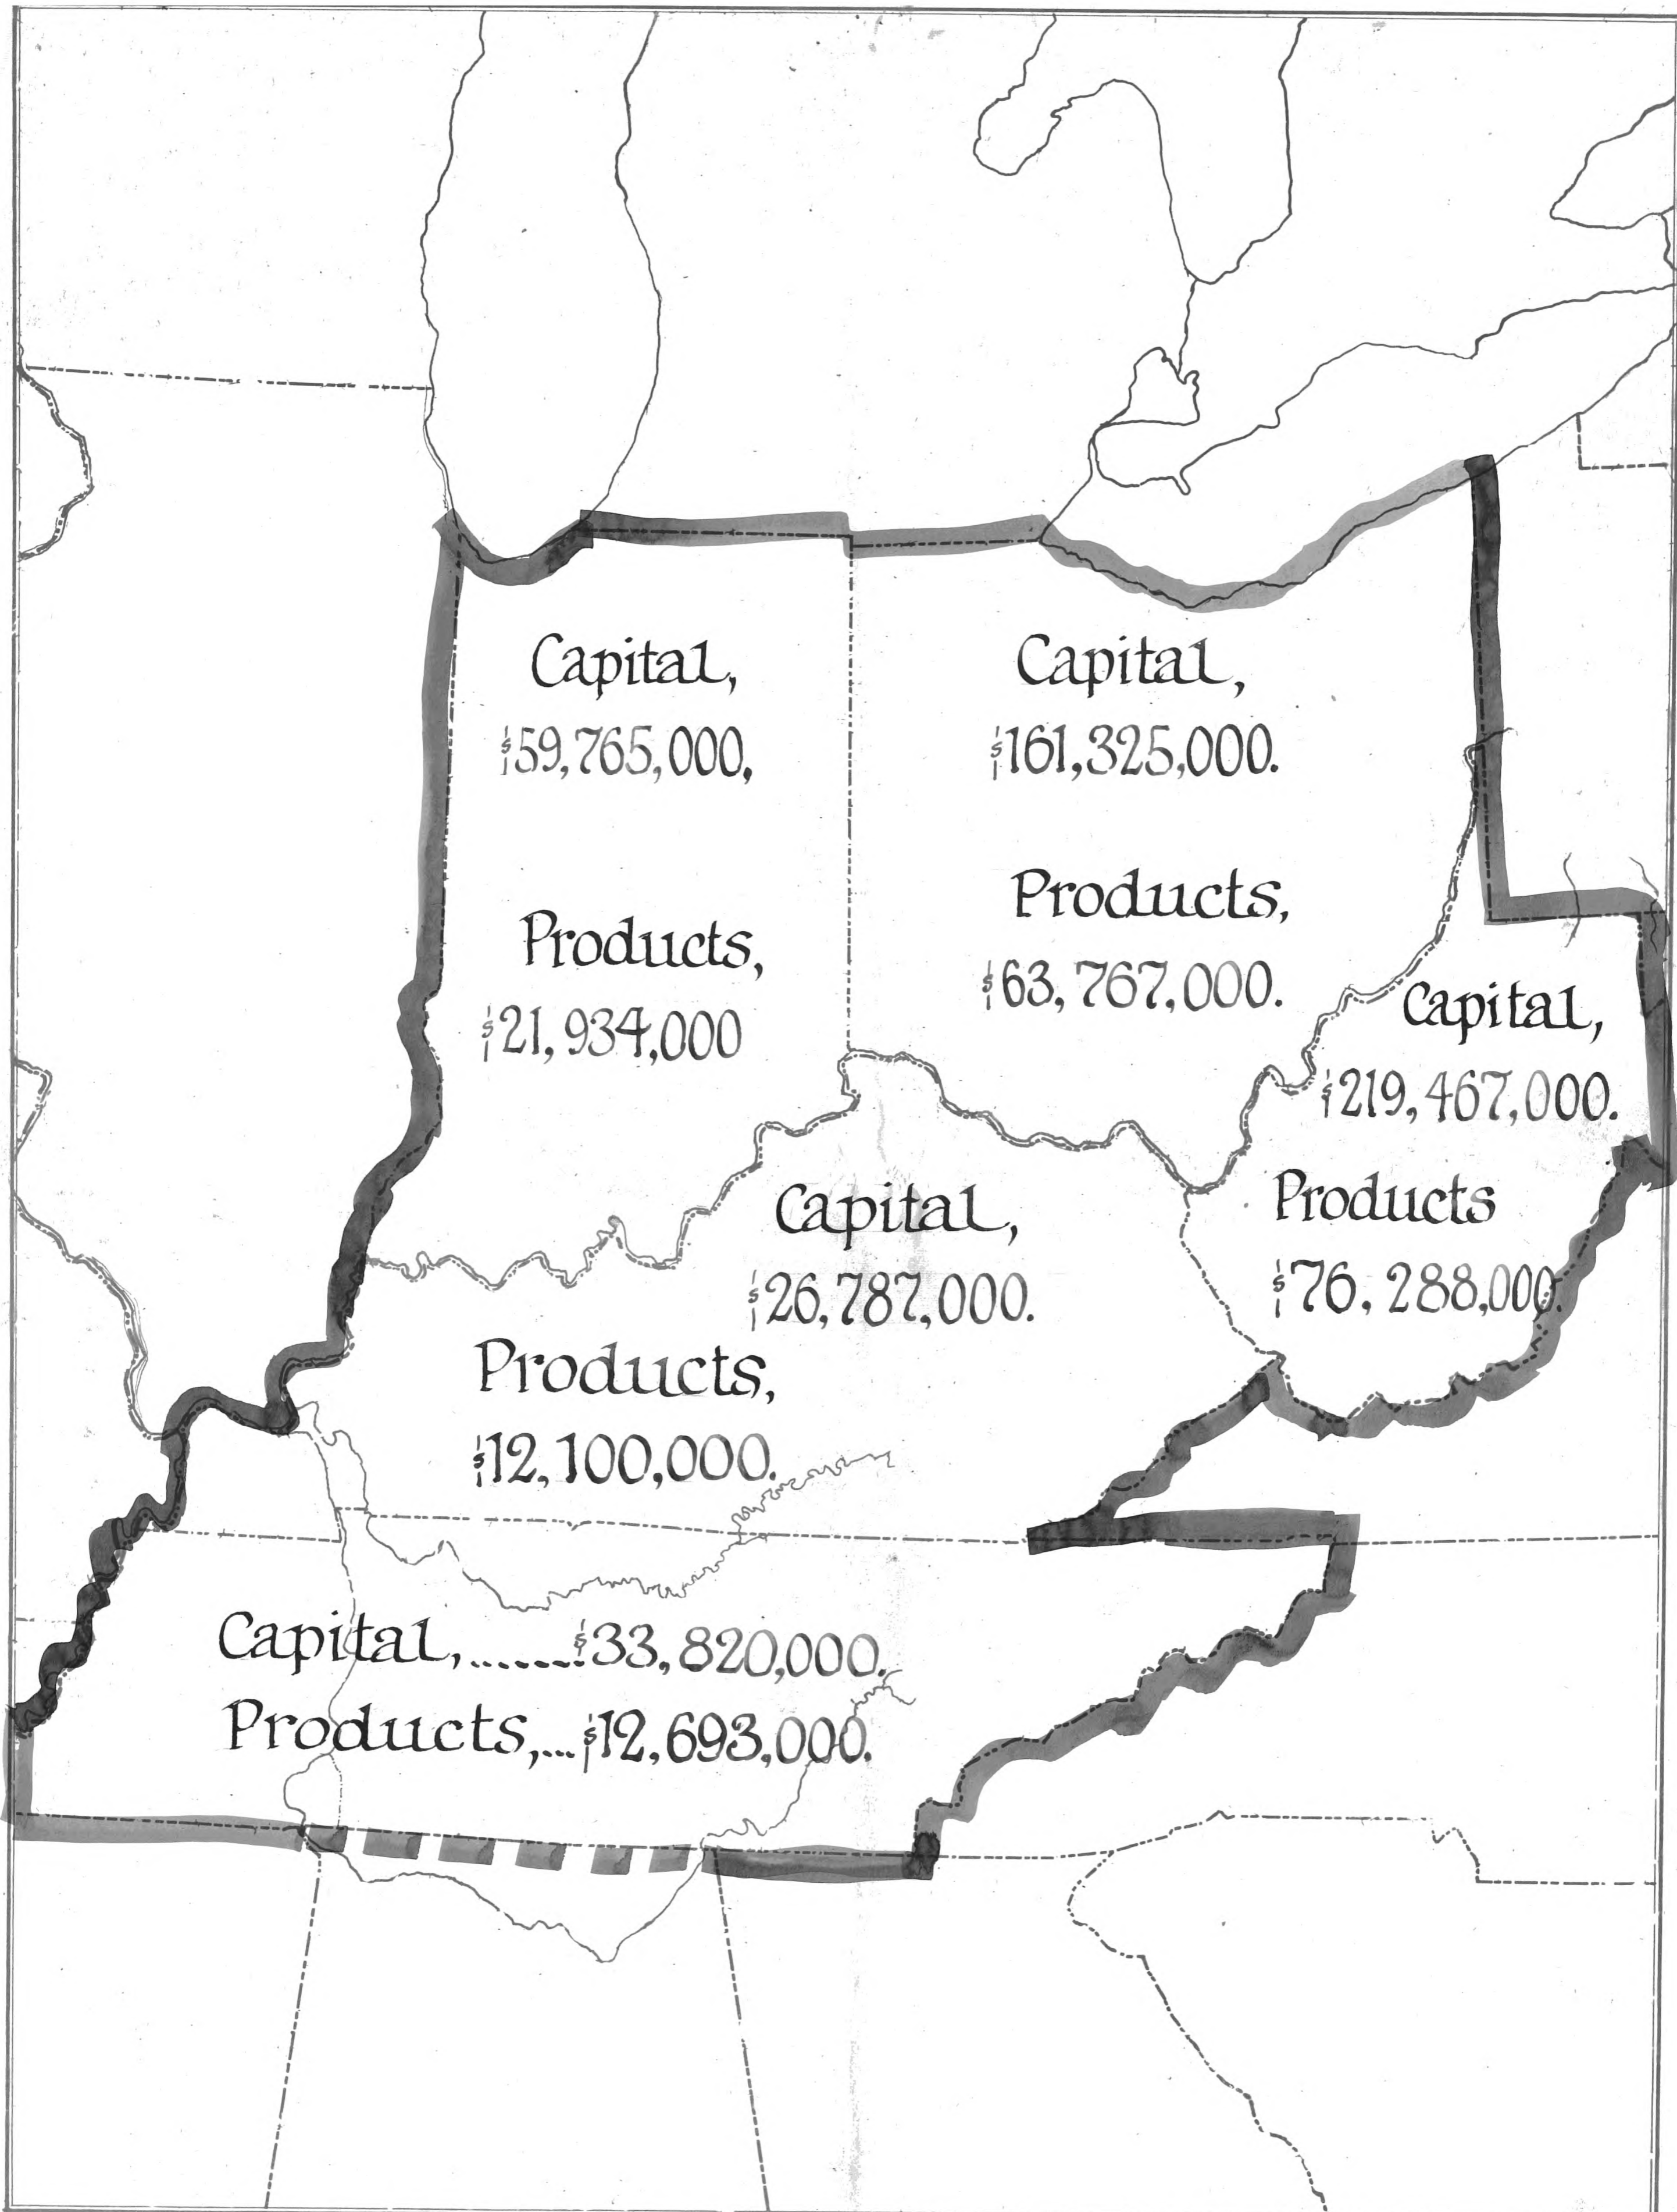 Capital,
$59,765,000,
Products,
$21,934,000
Capital,
$161,325,000.
Products,
$63,767,000.
Capital,
$219,467,000.
Products
$76,288,000.
Capital,
$26,787,000.
Products,
$12,100,000.
Capital,.......$33,820,000.
Products,...$12,693,000.